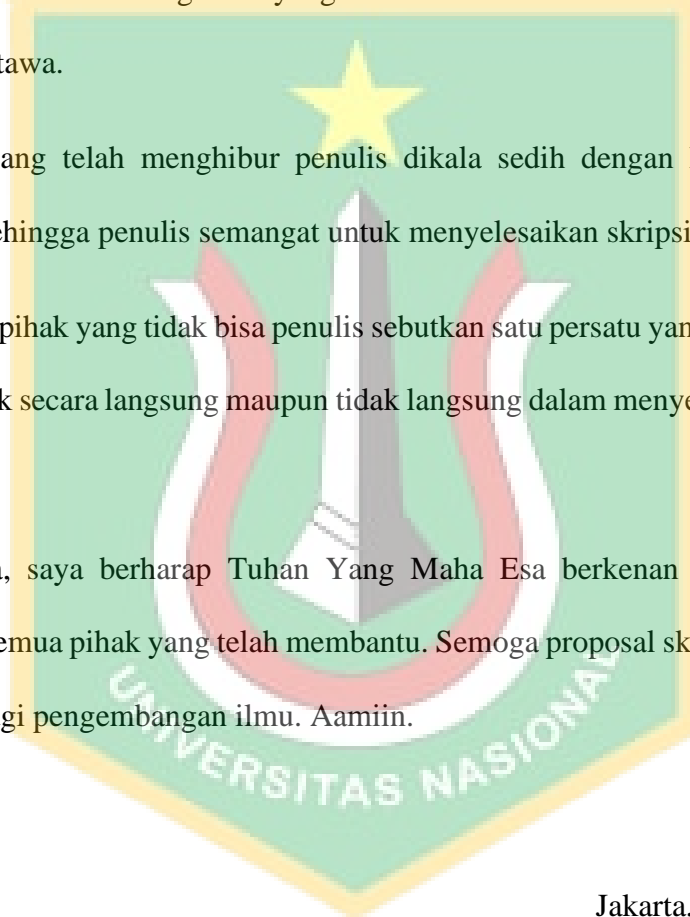 yang
tawa.
ang telah menghibur penulis dikala sedih dengan
ehingga penulis semangat untuk menyelesaikan skripsi
pihak yang tidak bisa penulis sebutkan satu persatu yan
k secara langsung maupun tidak langsung dalam menye
, saya berharap Tuhan Yang Maha Esa berkenan
emua pihak yang telah membantu. Semoga proposal sk
gi pengembangan ilmu. Aamiin.
UNIVERSITAS NASIONAL
Jakarta,